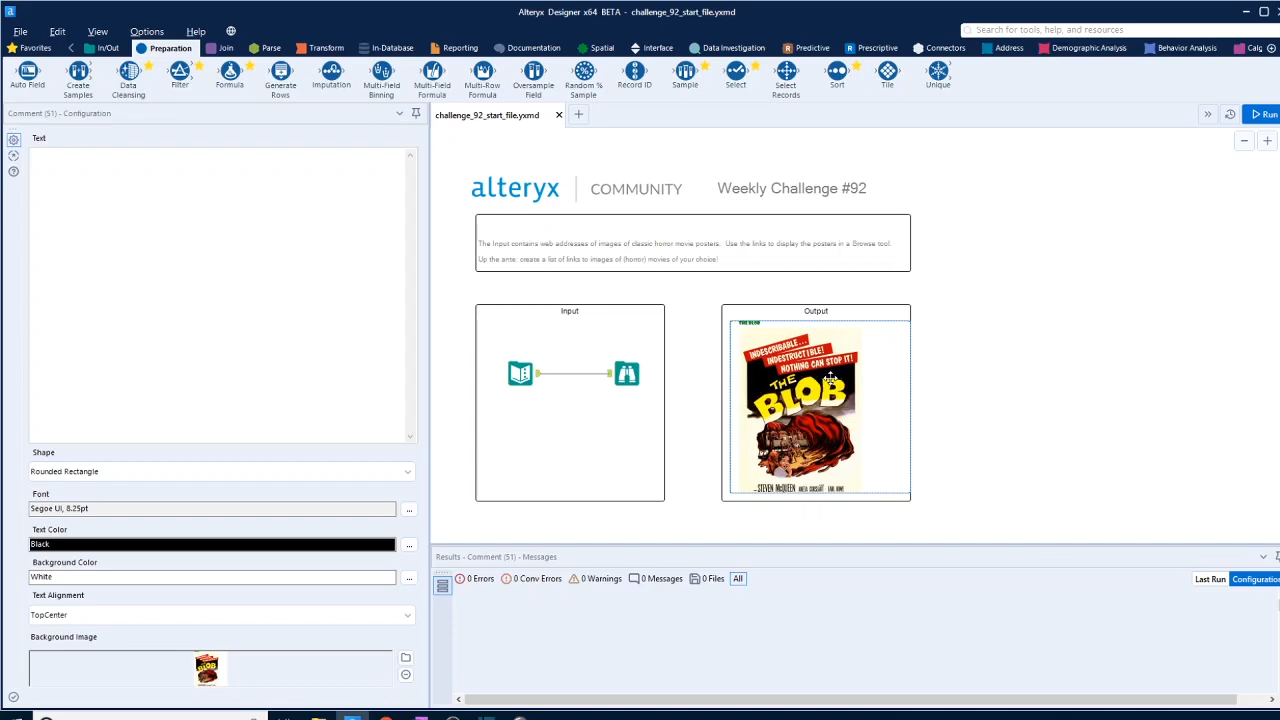 Alteryx Designer x64 BETA - challenge_92_start_file.yxmd
File Edit View Options Help
Search for tools, help, and resources
Favorites In/Out Preparation Join Parse Transform In-Database Reporting Documentation Spatial Interface Data Investigation Predictive Prescriptive Connectors Address Demographic Analysis Behavior Analysis
Auto Field Create Samples Data Cleansing Filter Formula Generate Rows Imputation Multi-Field Binning Multi-Field Formula Multi-Row Formula Oversample Field Random % Sample Record ID Sample Select Select Records Sort Tile Unique
Comment (51) - Configuration
challenge_92_start_file.yxmd
Run
Text
alteryx COMMUNITY Weekly Challenge #92
The Input contains web addresses of images of classic horror movie posters. Use the links to display the posters in a Browse tool.
Up the ante: create a list of links to images of (horror) movies of your choice!
Input
Output
THE BLOB
INDESCRIBABLE...
INDESTRUCTIBLE!
NOTHING CAN STOP IT!
THE
BLOB
STEVEN McQUEEN
Shape
Rounded Rectangle
Font
Segoe UI, 8.25pt
...
Text Color
Black
...
Background Color
White
...
Text Alignment
TopCenter
Background Image
Results - Comment (51) - Messages
0 Errors 0 Conv Errors 0 Warnings 0 Messages 0 Files All
Last Run Configuration